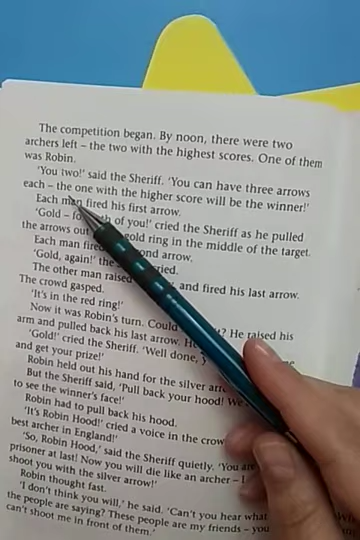 The competition began. By noon, there were two
archers left – the two with the highest scores. One of them
was Robin.
'You two!' said the Sheriff. 'You can have three arrows
each – the one with the higher score will be the winner!'
Each man fired his first arrow.
'Gold – of you!' cried the Sheriff as he pulled
the arrows out gold ring in the middle of the target.
Each man second arrow.
'Gold, again!' the cried.
The other man raised and fired his last arrow.
The crowd gasped.
'It's in the red ring!'
Now it was Robin's turn. Could ? He raised his
arm and pulled back his last arrow.
'Gold!' cried the Sheriff. 'Well done,
and get your prize!'
Robin held out his hand for the silver
But the Sheriff said, 'Pull back your hood!
to see the winner's face!'
Robin had to pull back his hood.
'It's Robin Hood!' cried a voice in the
best archer in England!'
'So, Robin Hood,' said the Sheriff quietly.
prisoner at last! Now you will die like an archer – I
shoot you with the silver arrow!'
Robin thought fast.
'I don't think you will,' he said. 'Can't you hear what
the people are saying? These people are my friends – you
can't shoot me in front of them.'